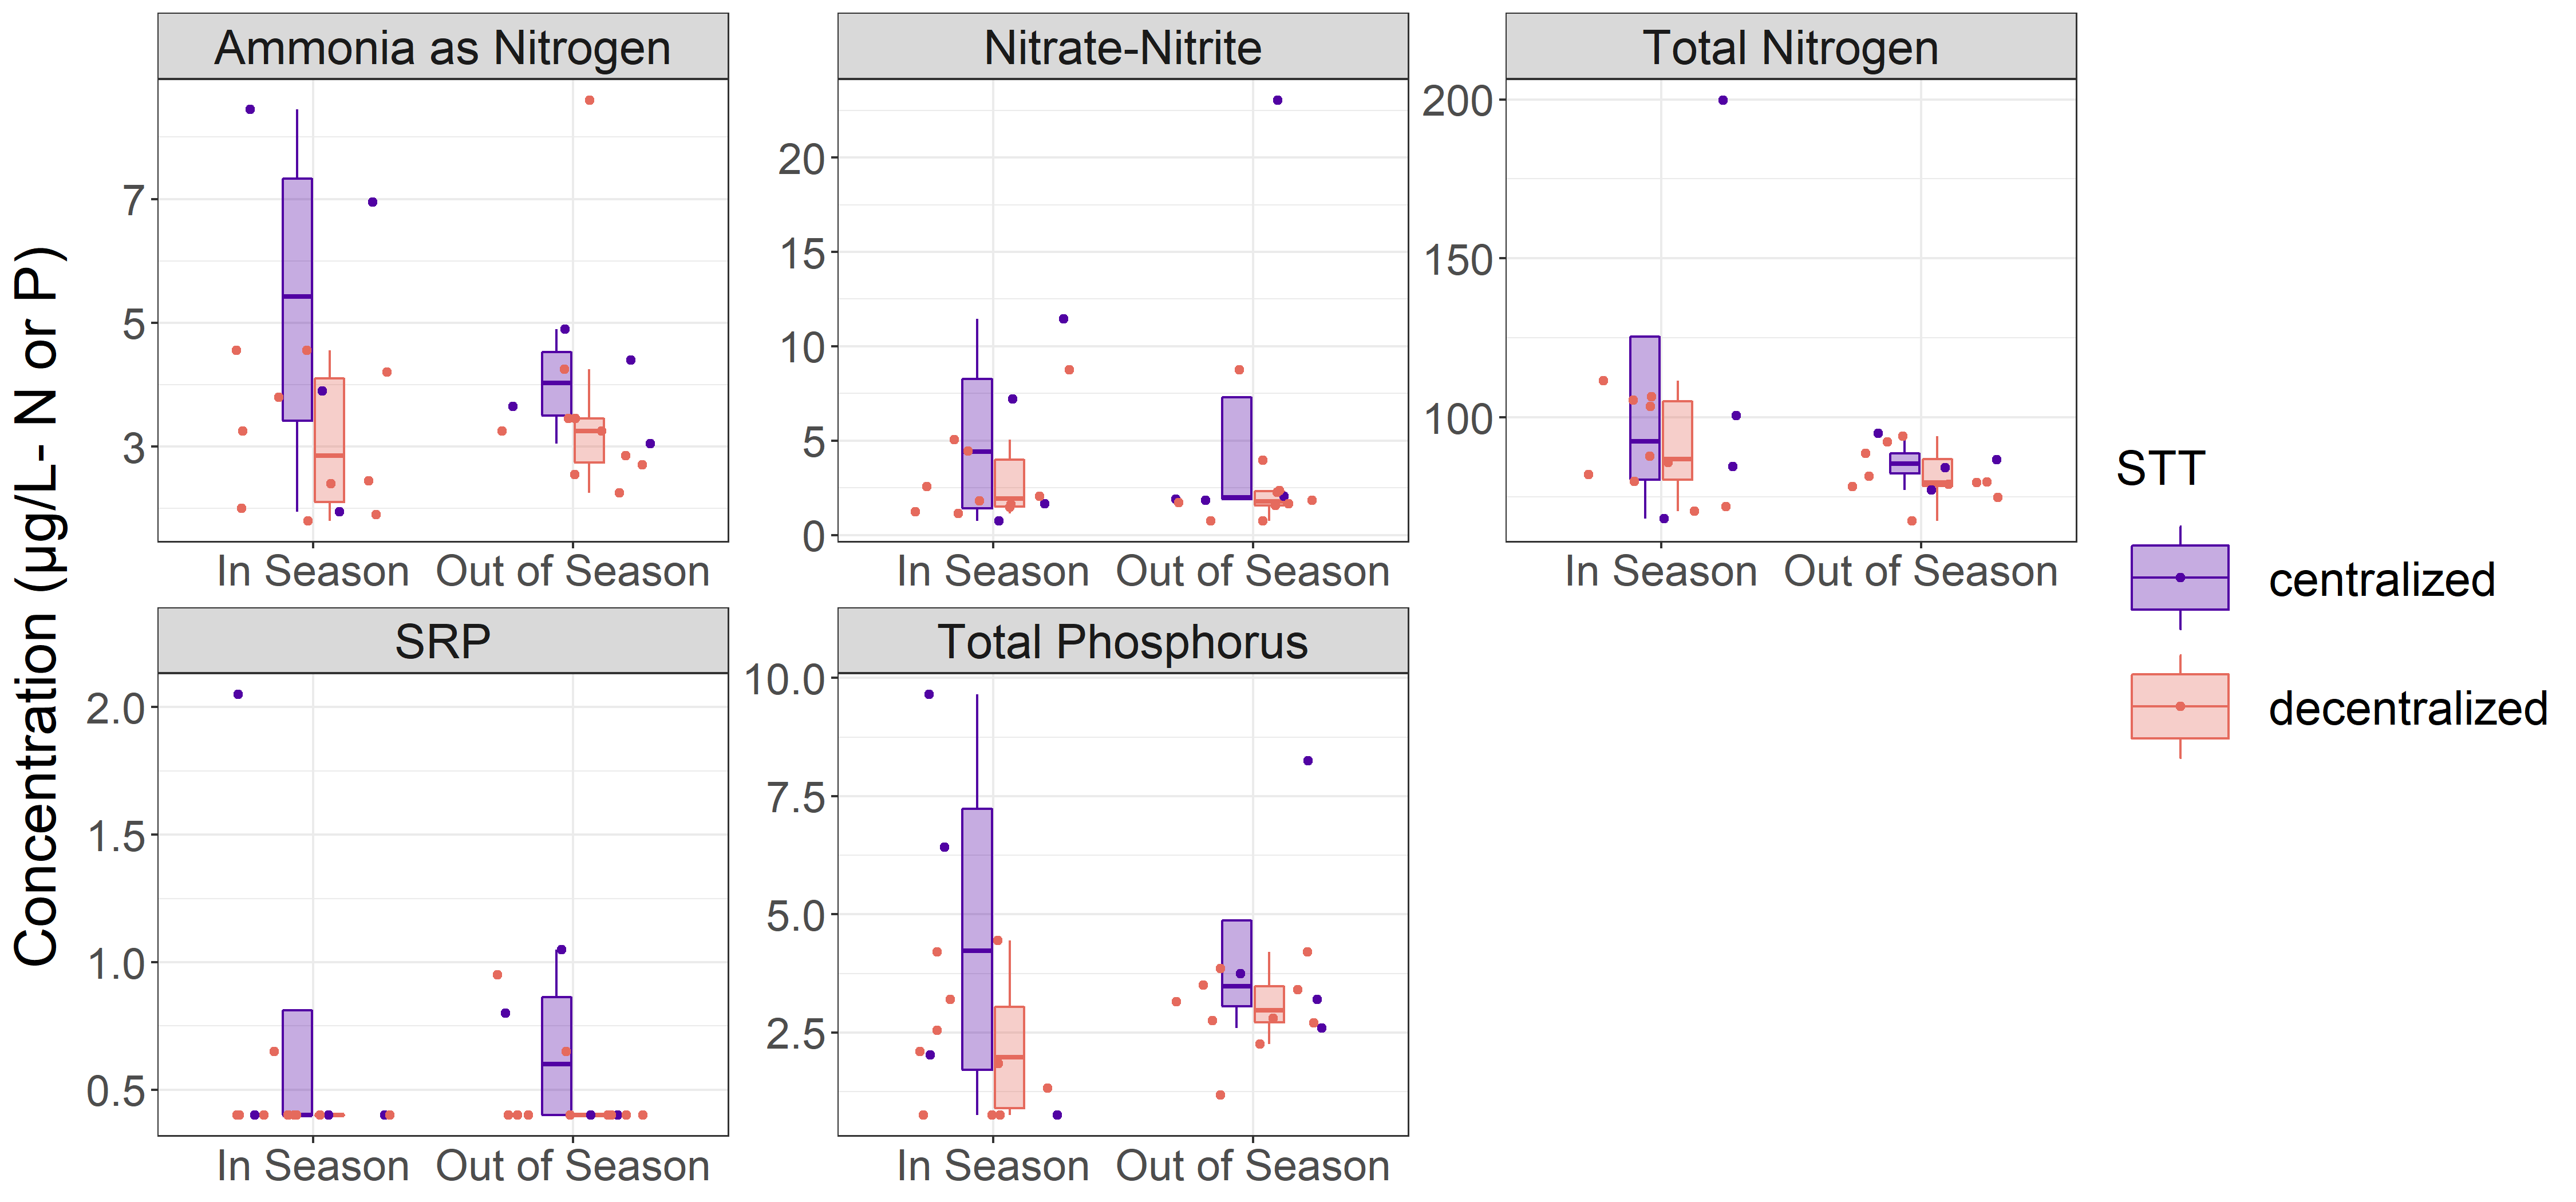 Ammonia as Nitrogen
Nitrate-Nitrite
Total Nitrogen
Concentration (µg/L- N or P)
7
5
3
20
15
10
5
0
200
150
100
In Season Out of Season
In Season Out of Season
In Season Out of Season
STT
centralized
decentralized
SRP
Total Phosphorus
2.0
1.5
1.0
0.5
10.0
7.5
5.0
2.5
In Season Out of Season
In Season Out of Season